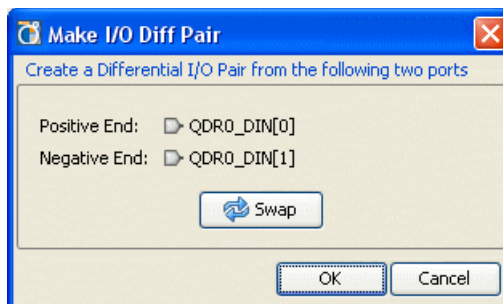 Make I/O Diff Pair
Create a Differential I/O Pair from the following two ports
Positive End: QDR0_DIN[0]
Negative End: QDR0_DIN[1]
Swap
OK Cancel